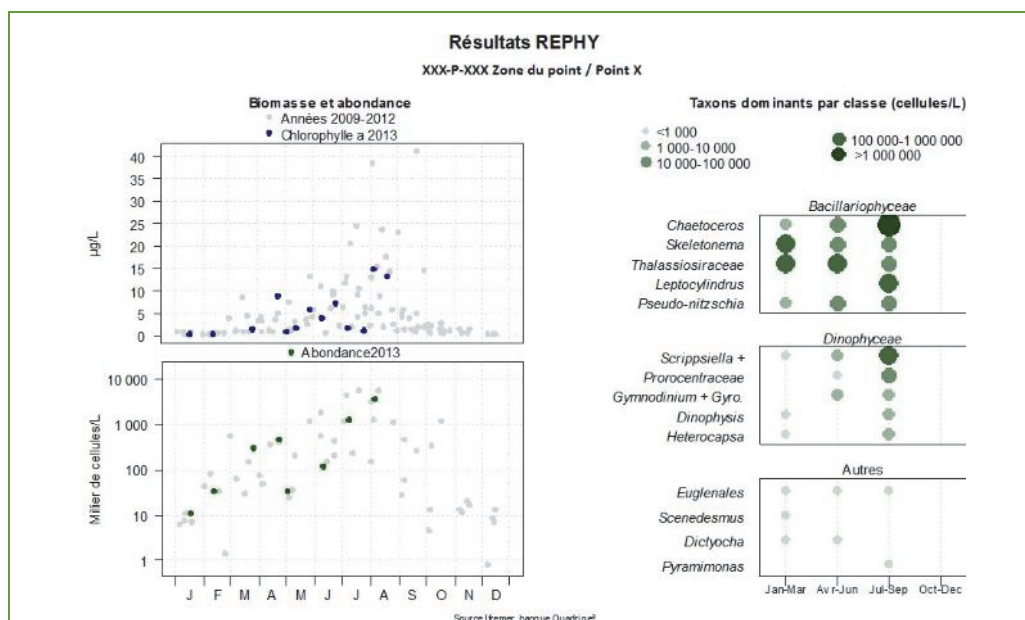 Résultats REPHY
XXX-P-XXX Zone du point / Point X
Biomasse et abondance
Années 2009-2012
Chlorophylle a 2013
µg/L
40
35
30
25
20
15
10
5
0
Abondance2013
Millier de cellules/L
10 000
1 000
100
10
1
J F M A M J J A S O N D
Taxons dominants par classe (cellules/L)
<1 000
1 000-10 000
10 000-100 000
100 000-1 000 000
>1 000 000
Bacillariophyceae
Chaetoceros
Skeletonema
Thalassiosiraceae
Leptocylindrus
Pseudo-nitzschia
Dinophyceae
Scrippsiella +
Prorocentraceae
Gymnodinium + Gyro.
Dinophysis
Heterocapsa
Autres
Euglenales
Scenedesmus
Dictyocha
Pyramimonas
Jan-Mar Avr-Jun Jul-Sep Oct-Dec
Source Ifremer, banque Quadrige²